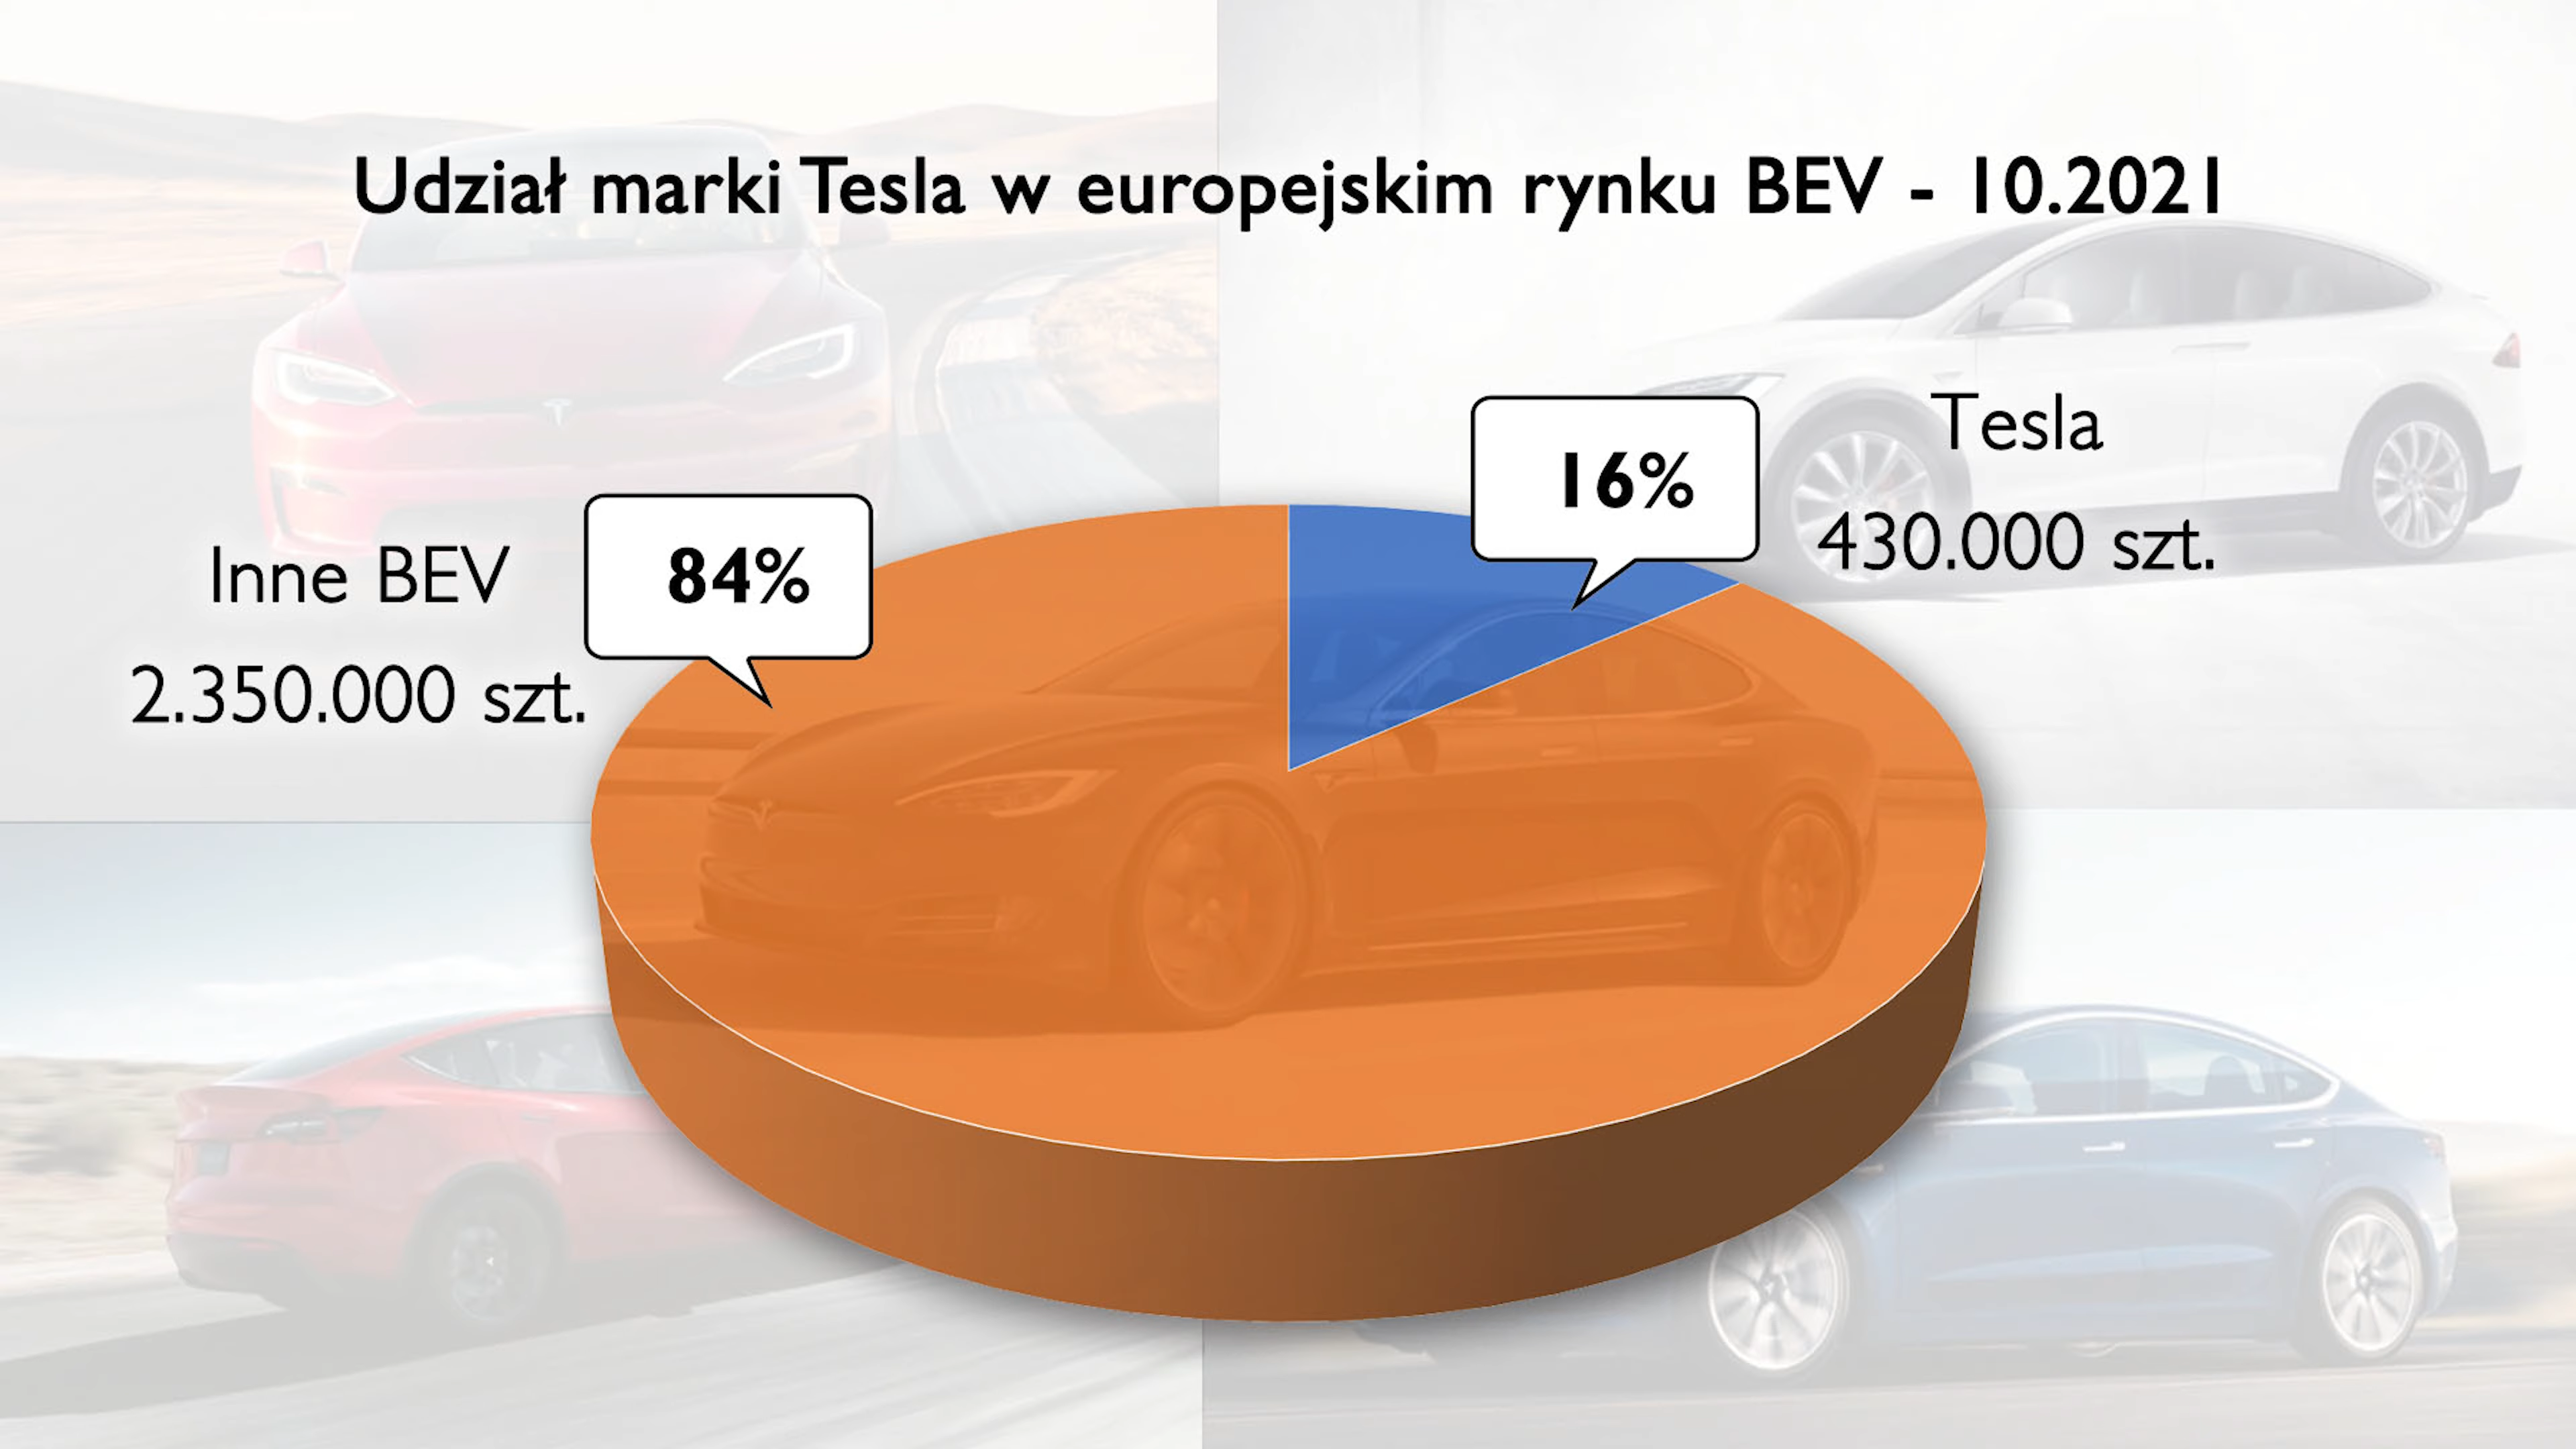 Udział marki Tesla w europejskim rynku BEV - 10.2021
Tesla
430.000 szt.
16%
Inne BEV
2.350.000 szt.
84%